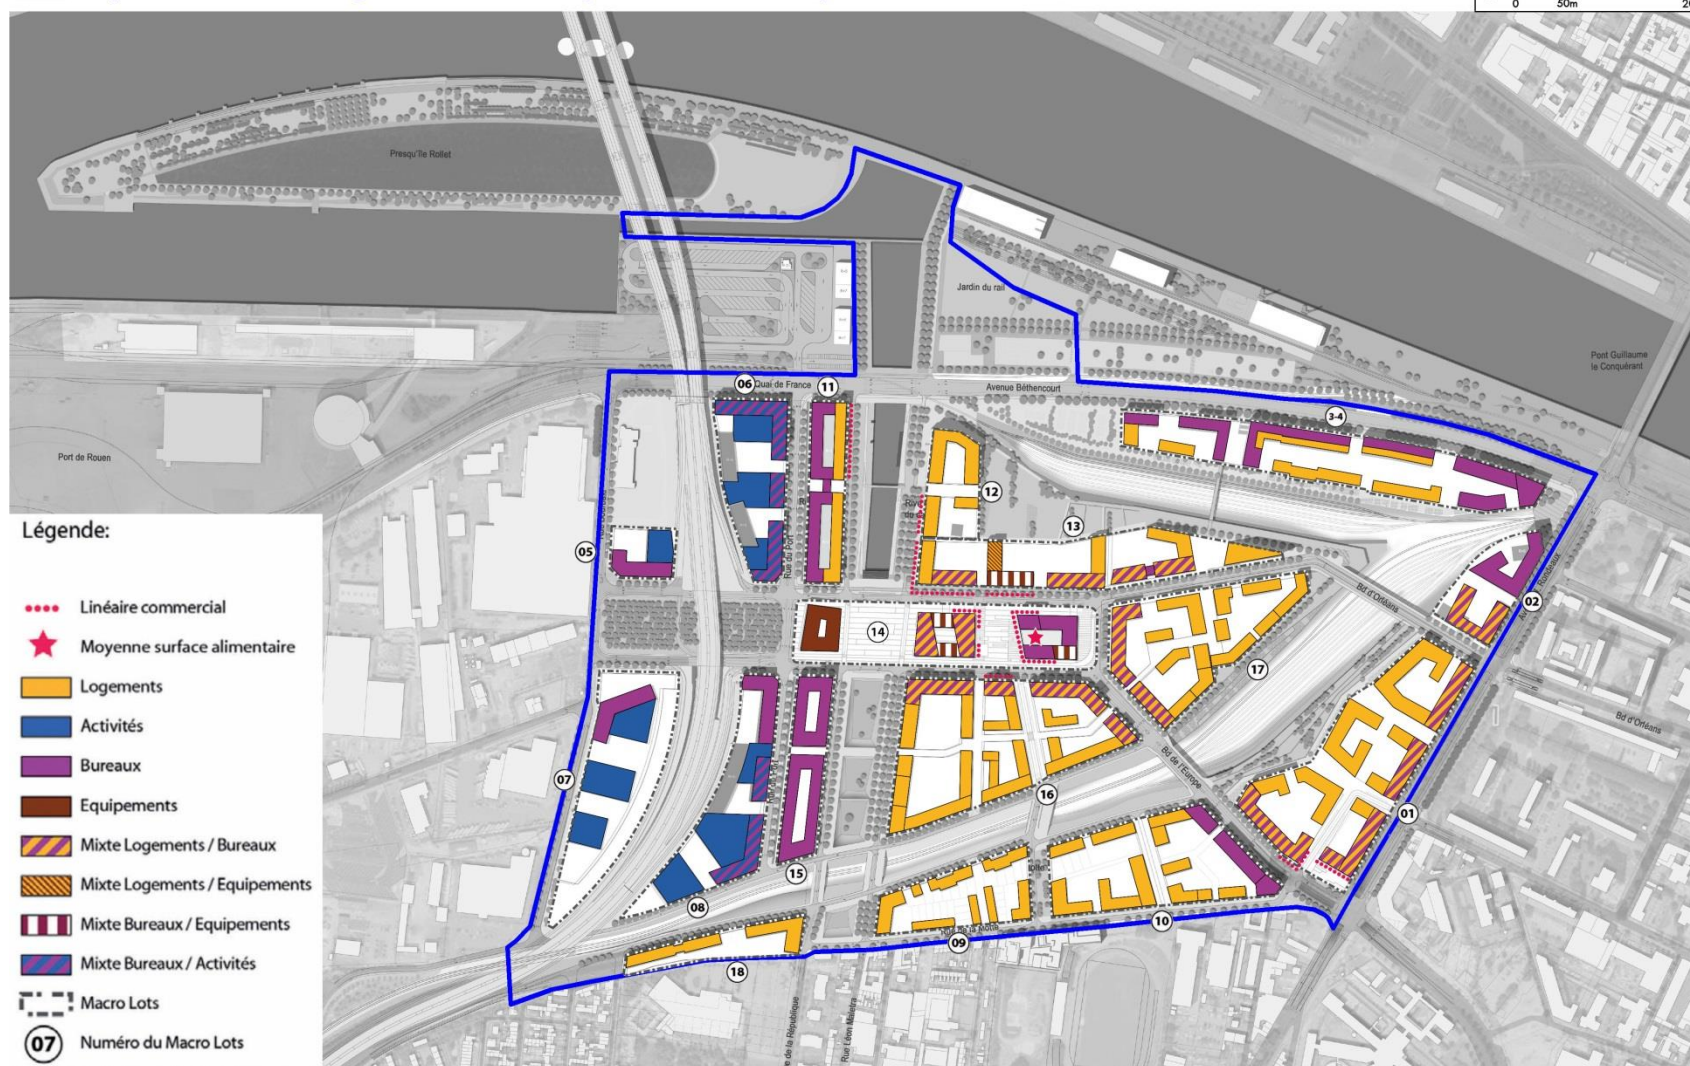 0 50m
Presqu'île Rollet
Jardin du rail
Pont Guillaume
le Conquérant
Quai de France
Avenue Béthencourt
06
11
3-4
Port de Rouen
12
13
05
Rue du Port
Bd d'Orléans
02
14
17
Bd d'Orléans
Bd de l'Europe
07
16
01
15
08
10
09
18
Rue Léon Malétra
Légende:
Linéaire commercial
Moyenne surface alimentaire
Logements
Activités
Bureaux
Equipements
Mixte Logements / Bureaux
Mixte Logements / Equipements
Mixte Bureaux / Equipements
Mixte Bureaux / Activités
Macro Lots
07 Numéro du Macro Lots